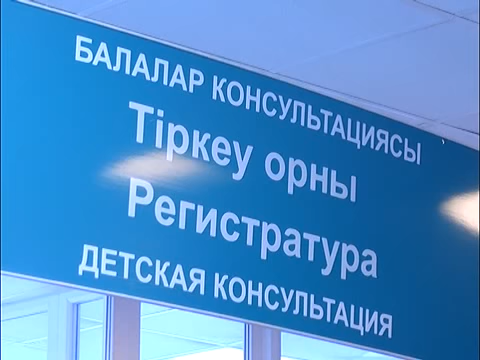 БАЛАЛАР КОНСУЛЬТАЦИЯСЫ
Тіркеу орны
Регистратура
ДЕТСКАЯ КОНСУЛЬТАЦИЯ